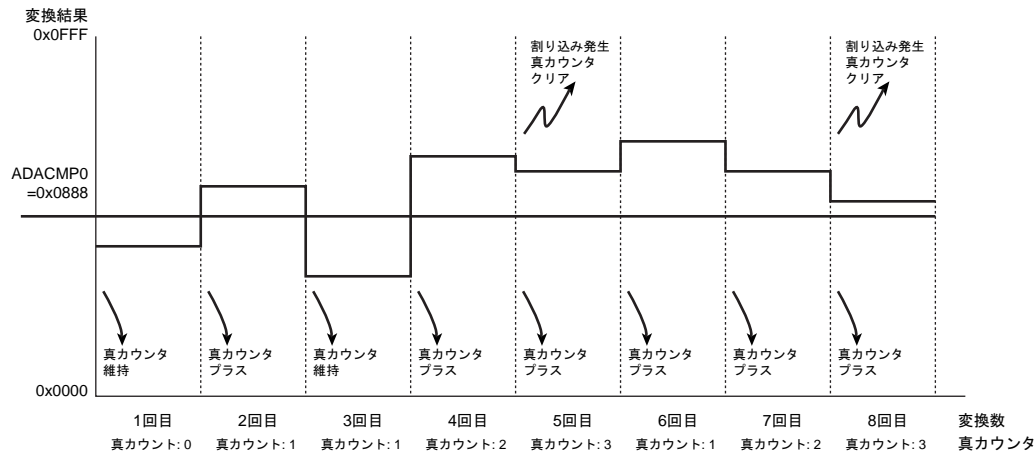 変換結果
0x0FFF
割り込み発生
真カウンタ
クリア
割り込み発生
真カウンタ
クリア
ADACMP0
=0x0888
真カウンタ
維持
真カウンタ
プラス
真カウンタ
維持
真カウンタ
プラス
真カウンタ
プラス
真カウンタ
プラス
真カウンタ
プラス
真カウンタ
プラス
0x0000
1回目 2回目 3回目 4回目 5回目 6回目 7回目 8回目 変換数
真カウント: 0 真カウント: 1 真カウント: 1 真カウント: 2 真カウント: 3 真カウント: 1 真カウント: 2 真カウント: 3 真カウンタ